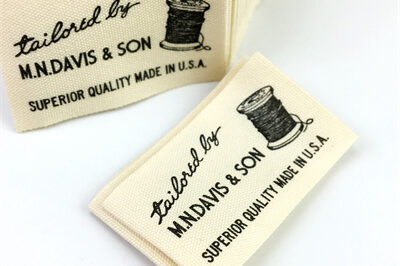 tailored by
M.N.DAVIS & SON
SUPERIOR QUALITY MADE IN U.S.A.
tailored by
M.N.DAVIS & SON
SUPERIOR QUALITY MADE IN U.S.A.